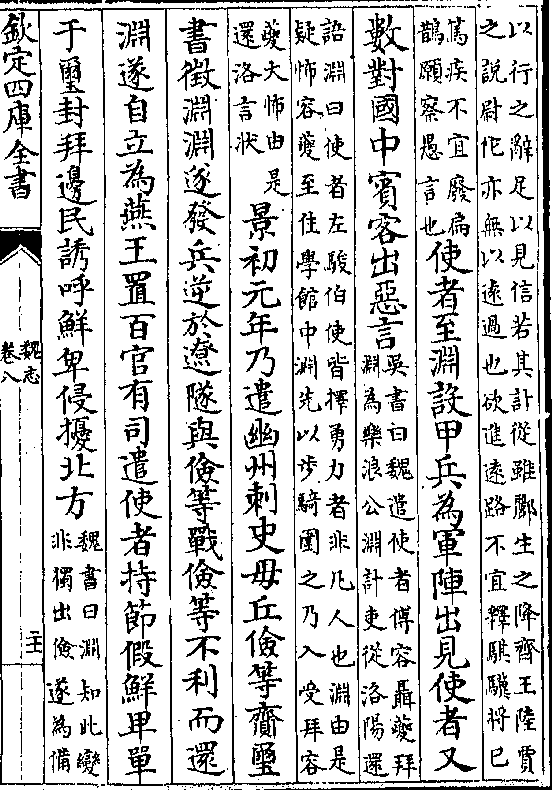 以行之辭足以見信若其計從雖酈生之降齊王陸賈
之說尉佗亦無以遠過也欲進遠路不宜釋騏驥將已
篤疾不宜廢扁
鵲願察愚言也
使者至淵設甲兵為軍陣出見使者又
數對國中賓客出惡言
吳書曰魏遣使者傅容聶夔拜
淵為樂浪公淵計吏從洛陽還
語淵曰使者左駿伯使皆擇勇力者非凡人也淵由是
疑怖容夔至住學館中淵先以步騎圍之乃入受拜容
夔大怖由是
還洛言狀
景初元年乃遣幽州刺史毋丘儉等齎璽
書徵淵淵遂發兵逆於遼隧與儉等戰儉等不利而還
淵遂自立為燕王置百官有司遣使者持節假鮮卑單
于璽封拜邊民誘呼鮮卑侵擾北方
魏書曰淵知此變
非獨出儉遂為備
欽定四庫全書
魏志
卷八
二十